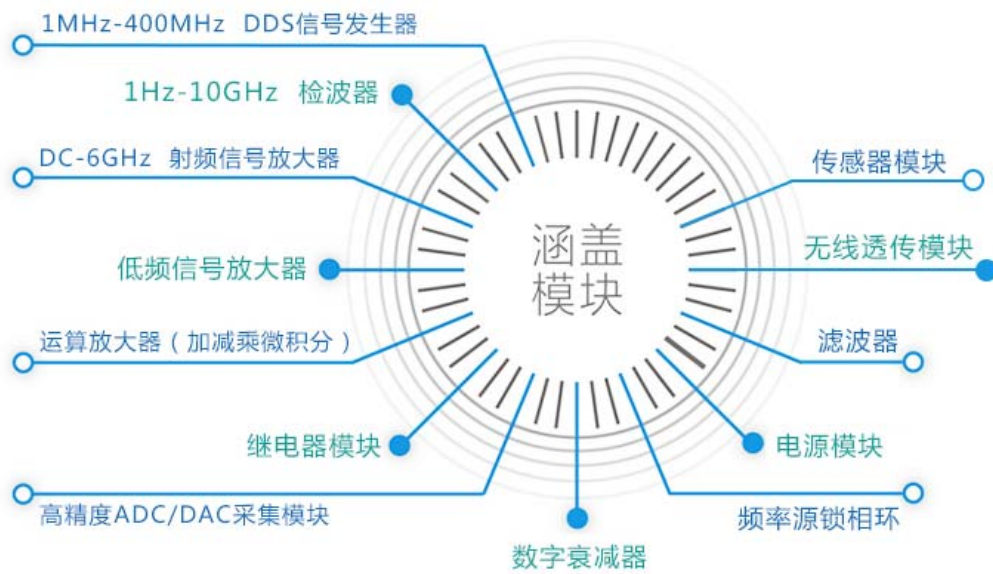 1MHz-400MHz DDS信号发生器
1Hz-10GHz 检波器
DC-6GHz 射频信号放大器
低频信号放大器
运算放大器（加减乘微积分）
继电器模块
高精度ADC/DAC采集模块
涵盖
模块
传感器模块
无线透传模块
滤波器
电源模块
频率源锁相环
数字衰减器